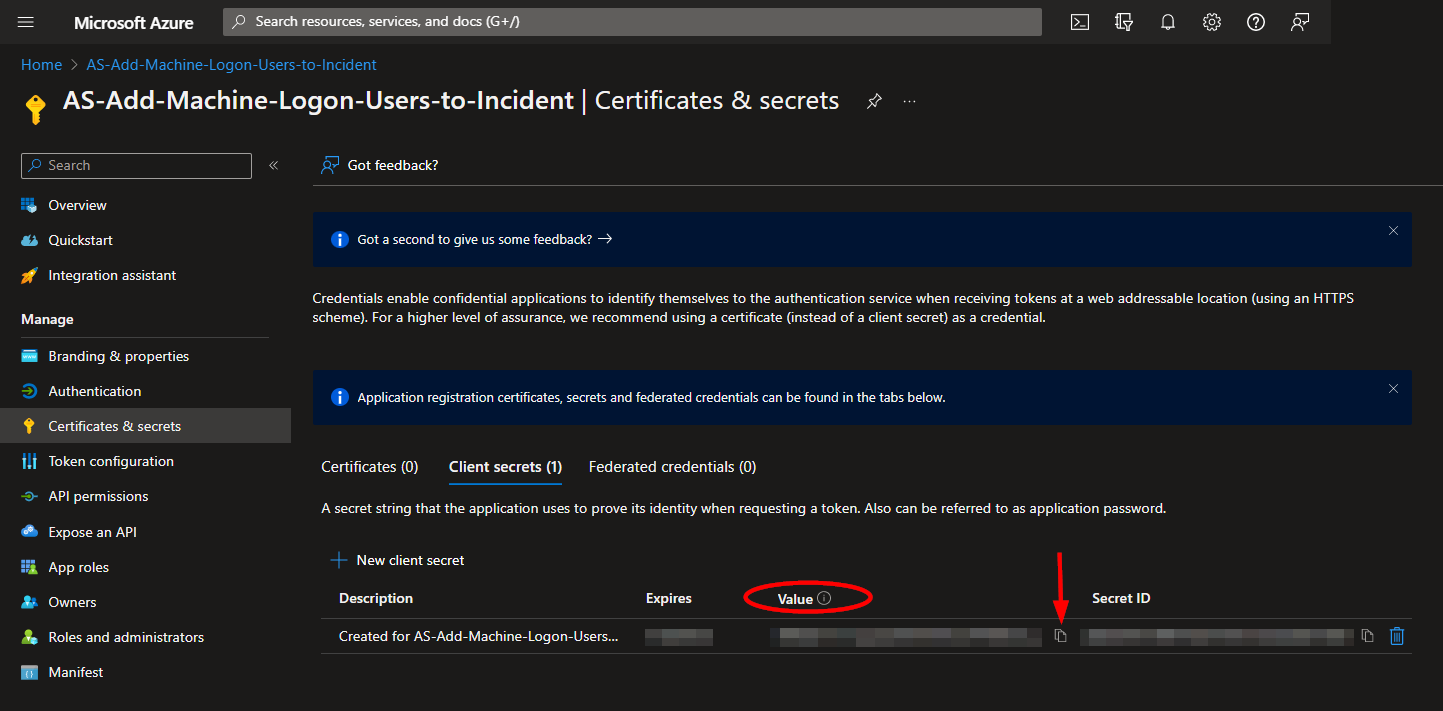 Microsoft Azure
Search resources, services, and docs (G+/)
Home > AS-Add-Machine-Logon-Users-to-Incident
AS-Add-Machine-Logon-Users-to-Incident | Certificates & secrets
Search
Got feedback?
Overview
Quickstart
Integration assistant
Manage
Branding & properties
Authentication
Certificates & secrets
Token configuration
API permissions
Expose an API
App roles
Owners
Roles and administrators
Manifest
Got a second to give us some feedback?
Credentials enable confidential applications to identify themselves to the authentication service when receiving tokens at a web addressable location (using an HTTPS
scheme). For a higher level of assurance, we recommend using a certificate (instead of a client secret) as a credential.
Application registration certificates, secrets and federated credentials can be found in the tabs below.
Certificates (0) Client secrets (1) Federated credentials (0)
A secret string that the application uses to prove its identity when requesting a token. Also can be referred to as application password.
New client secret
Description Expires Value Secret ID
Created for AS-Add-Machine-Logon-Users...